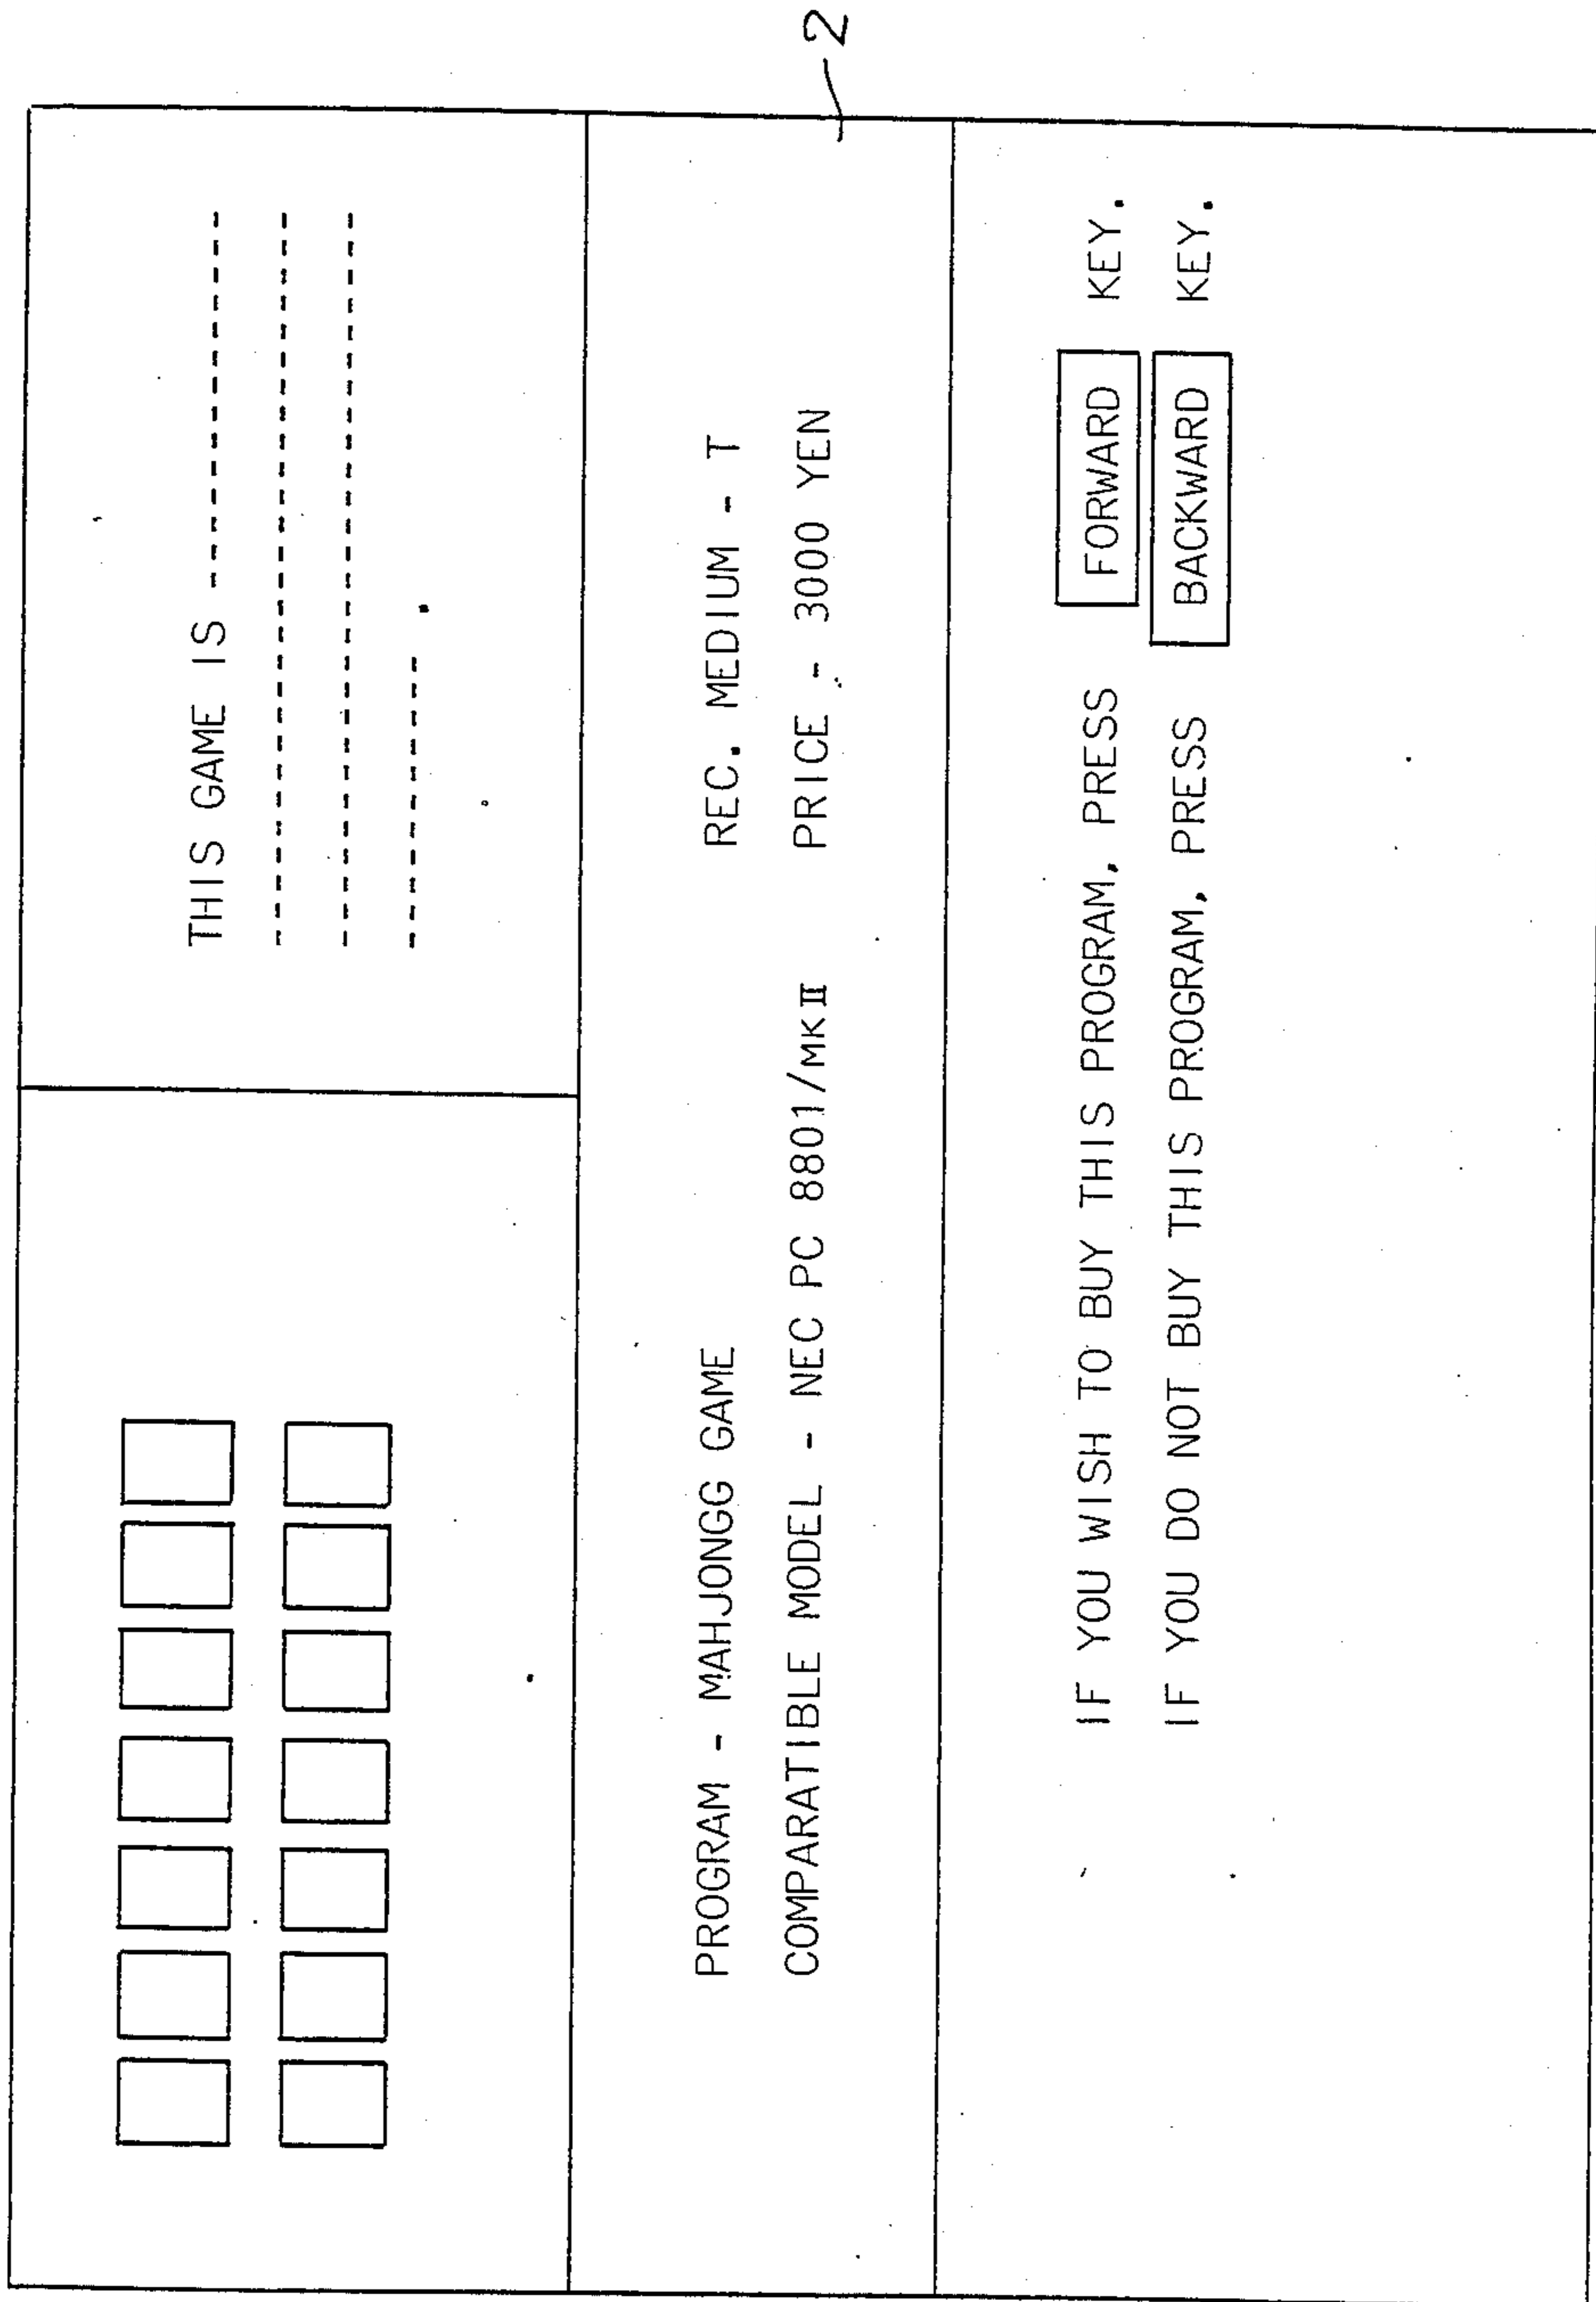 2
THIS GAME IS --------------
---------------------------
---------------------------
----------- .
PROGRAM - MAHJONGG GAME REC. MEDIUM - T
COMPARATIBLE MODEL - NEC PC 8801/MKII PRICE - 3000 YEN
IF YOU WISH TO BUY THIS PROGRAM, PRESS FORWARD KEY.
IF YOU DO NOT BUY THIS PROGRAM, PRESS BACKWARD KEY.